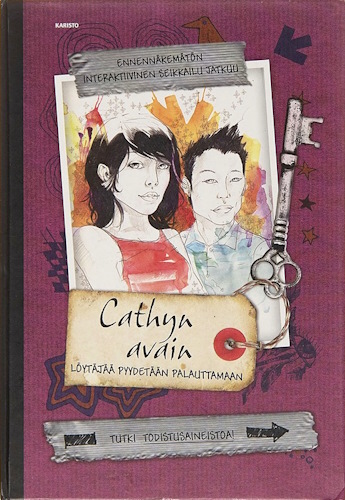 KARISTO
ENNENNÄKEMÄTÖN
INTERAKTIIVINEN SEIKKAILU JATKUU
Cathyn
avain
LÖYTÄJÄÄ PYYDETÄÄN PALAUTTAMAAN
TUTKI TODISTUSAINEISTOA!